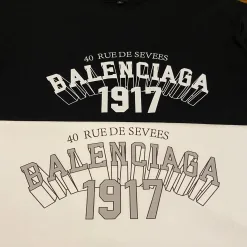 40 RUE DE SEVEES
BALENCIAGA
1917
40 RUE DE SEVEES
BALENCIAGA
1917